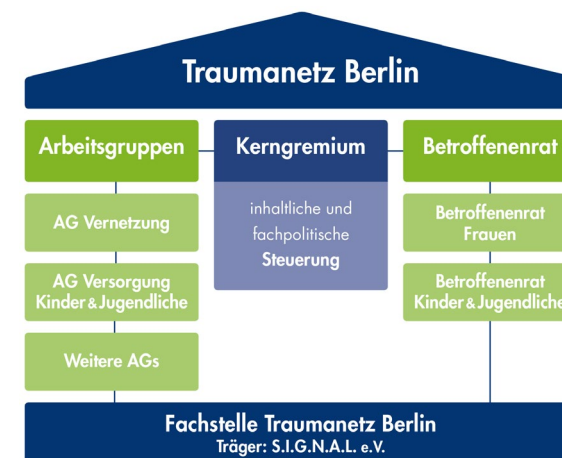 Traumanetz Berlin
Arbeitsgruppen
AG Vernetzung
AG Versorgung
Kinder & Jugendliche
Weitere AGs
Kerngremium
inhaltliche und
fachpolitische
Steuerung
Betroffenenrat
Betroffenenrat
Frauen
Betroffenenrat
Kinder & Jugendliche
Fachstelle Traumanetz Berlin
Träger: S.I.G.N.A.L. e.V.